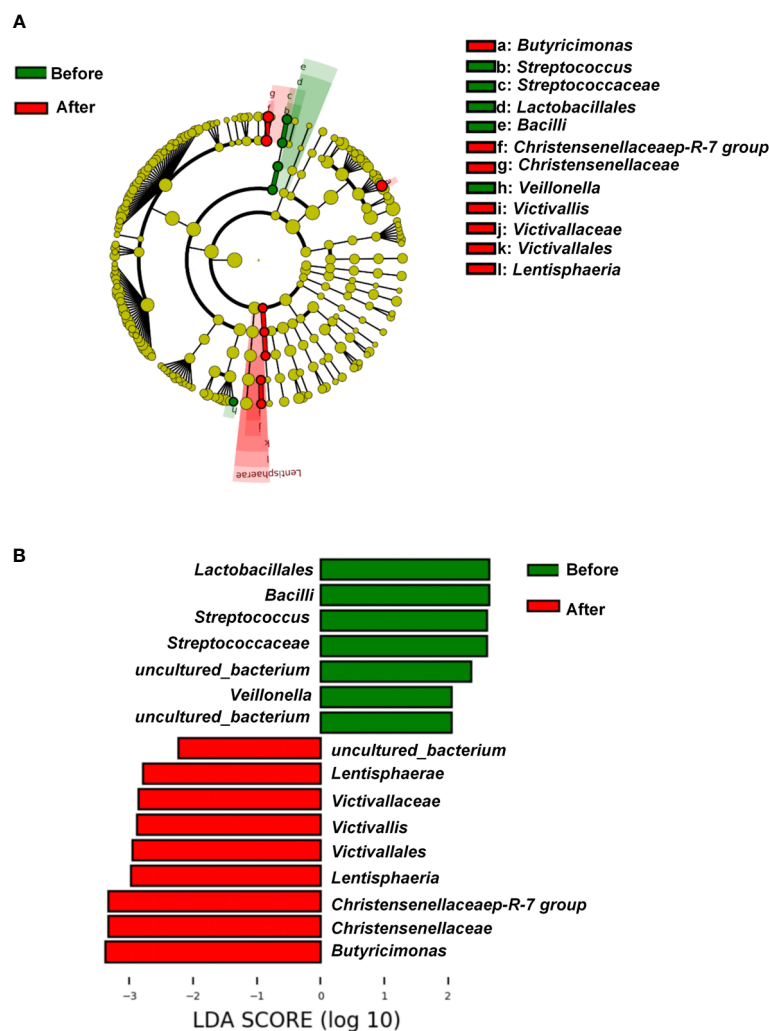 A
Before
After
a: Butyricimonas
b: Streptococcus
c: Streptococcaceae
d: Lactobacillales
e: Bacilli
f: Christensenellaceaep-R-7 group
g: Christensenellaceae
h: Veillonella
i: Victivallis
j: Victivallaceae
k: Victivallales
l: Lentisphaeria
e
d
c
b
g
h
j
k
l
Lentisphaerae
B
Before
After
Lactobacillales
Bacilli
Streptococcus
Streptococcaceae
uncultured_bacterium
Veillonella
uncultured_bacterium
uncultured_bacterium
Lentisphaerae
Victivallaceae
Victivallis
Victivallales
Lentisphaeria
Christensenellaceaep-R-7 group
Christensenellaceae
Butyricimonas
−3 −2 −1 0 1 2
LDA SCORE (log 10)